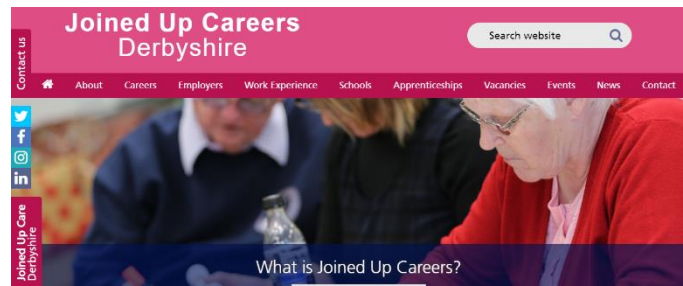 Joined Up Careers
Derbyshire
Search website
Contact us
About Careers Employers Work Experience Schools Apprenticeships Vacancies Events News Contact
Joined Up Care
Derbyshire
What is Joined Up Careers?